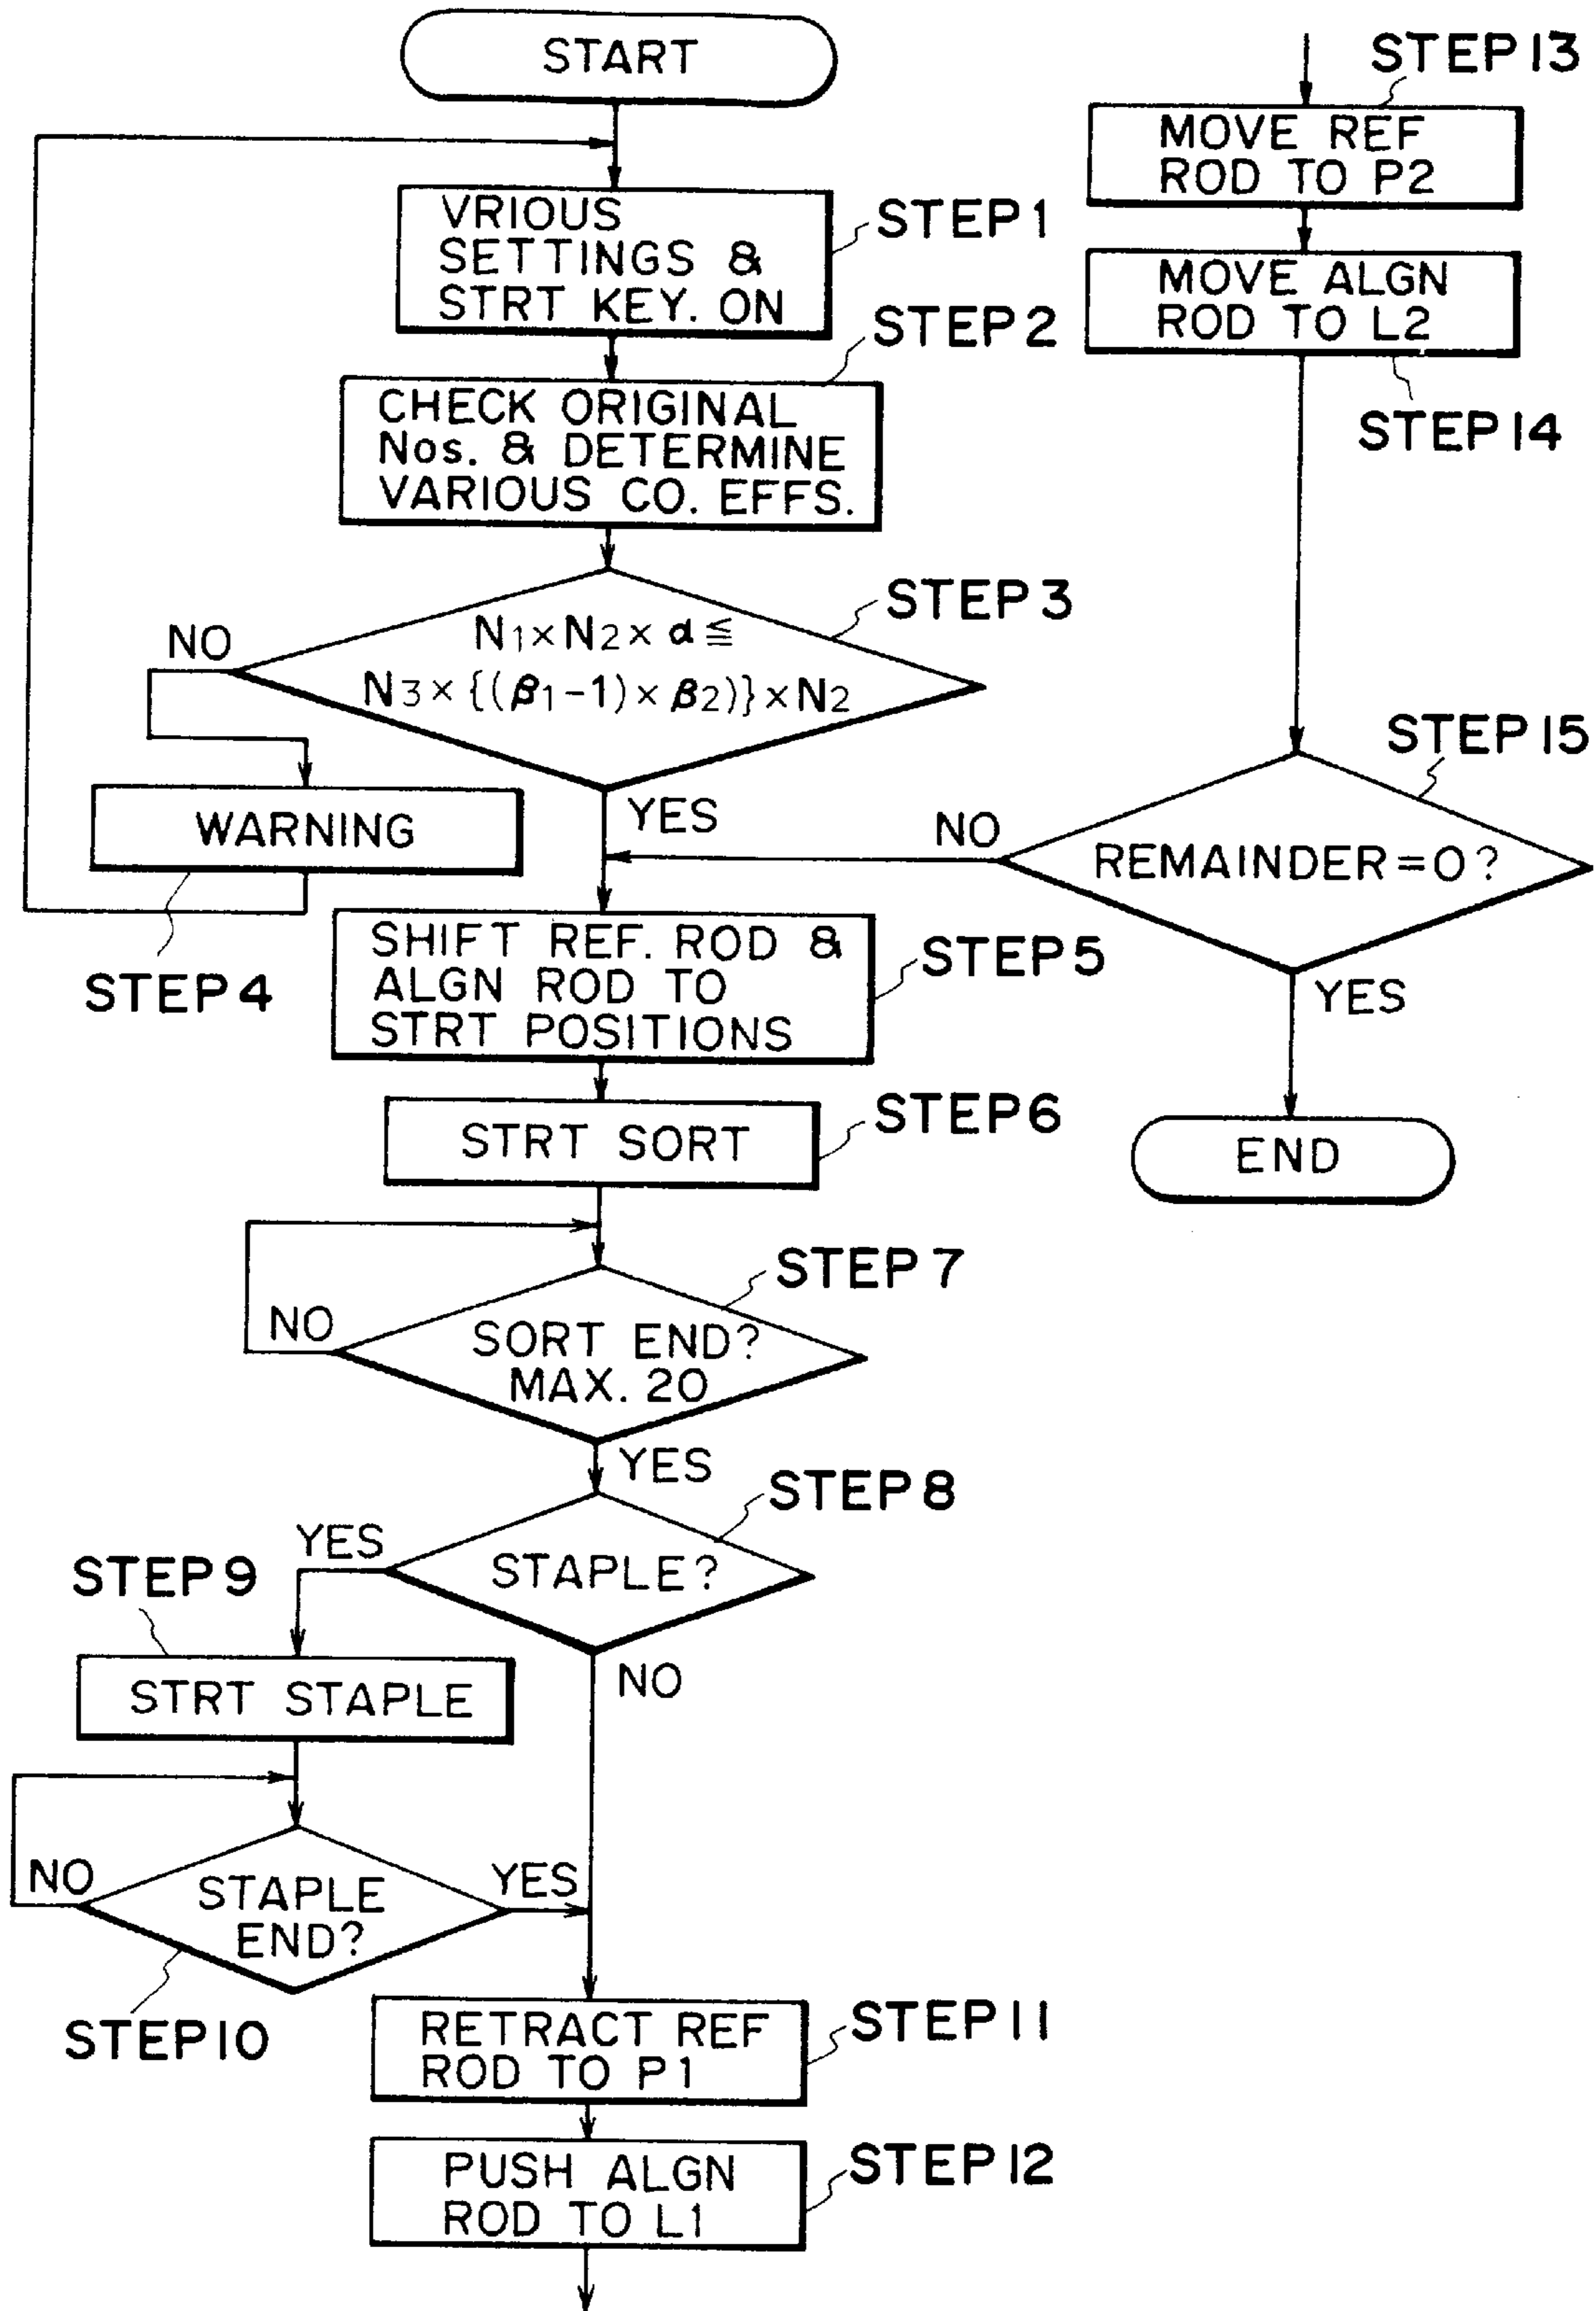 START
VRIOUS
SETTINGS &
STRT KEY. ON
STEP 1
CHECK ORIGINAL
Nos. & DETERMINE
VARIOUS CO. EFFS.
STEP 2
N1×N2×α≦
N3×{(β1-1)×β2)}×N2
STEP 3
NO
YES
WARNING
STEP 4
SHIFT REF. ROD &
ALGN ROD TO
STRT POSITIONS
STEP 5
STRT SORT
STEP 6
SORT END?
MAX. 20
STEP 7
NO
YES
STAPLE?
STEP 8
YES
NO
STEP 9
STRT STAPLE
STAPLE
END?
NO
YES
STEP 10
RETRACT REF
ROD TO P1
STEP 11
PUSH ALGN
ROD TO L1
STEP 12
STEP 13
MOVE REF
ROD TO P2
MOVE ALGN
ROD TO L2
STEP 14
STEP 15
REMAINDER=0?
NO
YES
END